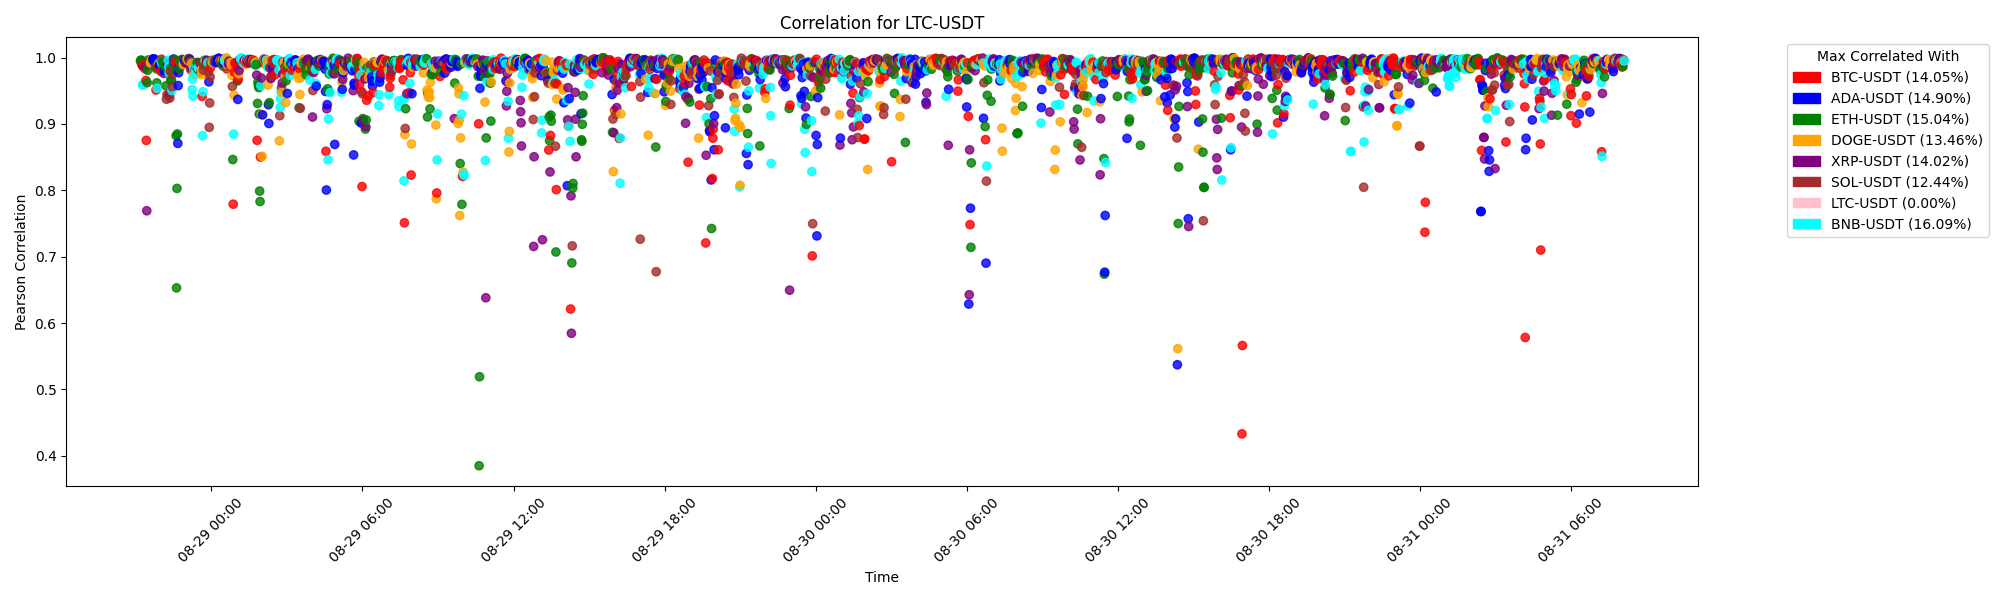 Correlation for LTC-USDT
Pearson Correlation
1.0
0.9
0.8
0.7
0.6
0.5
0.4
08-29 00:00
08-29 06:00
08-29 12:00
08-29 18:00
08-30 00:00
08-30 06:00
08-30 12:00
08-30 18:00
08-31 00:00
08-31 06:00
Time
Max Correlated With
BTC-USDT (14.05%)
ADA-USDT (14.90%)
ETH-USDT (15.04%)
DOGE-USDT (13.46%)
XRP-USDT (14.02%)
SOL-USDT (12.44%)
LTC-USDT (0.00%)
BNB-USDT (16.09%)